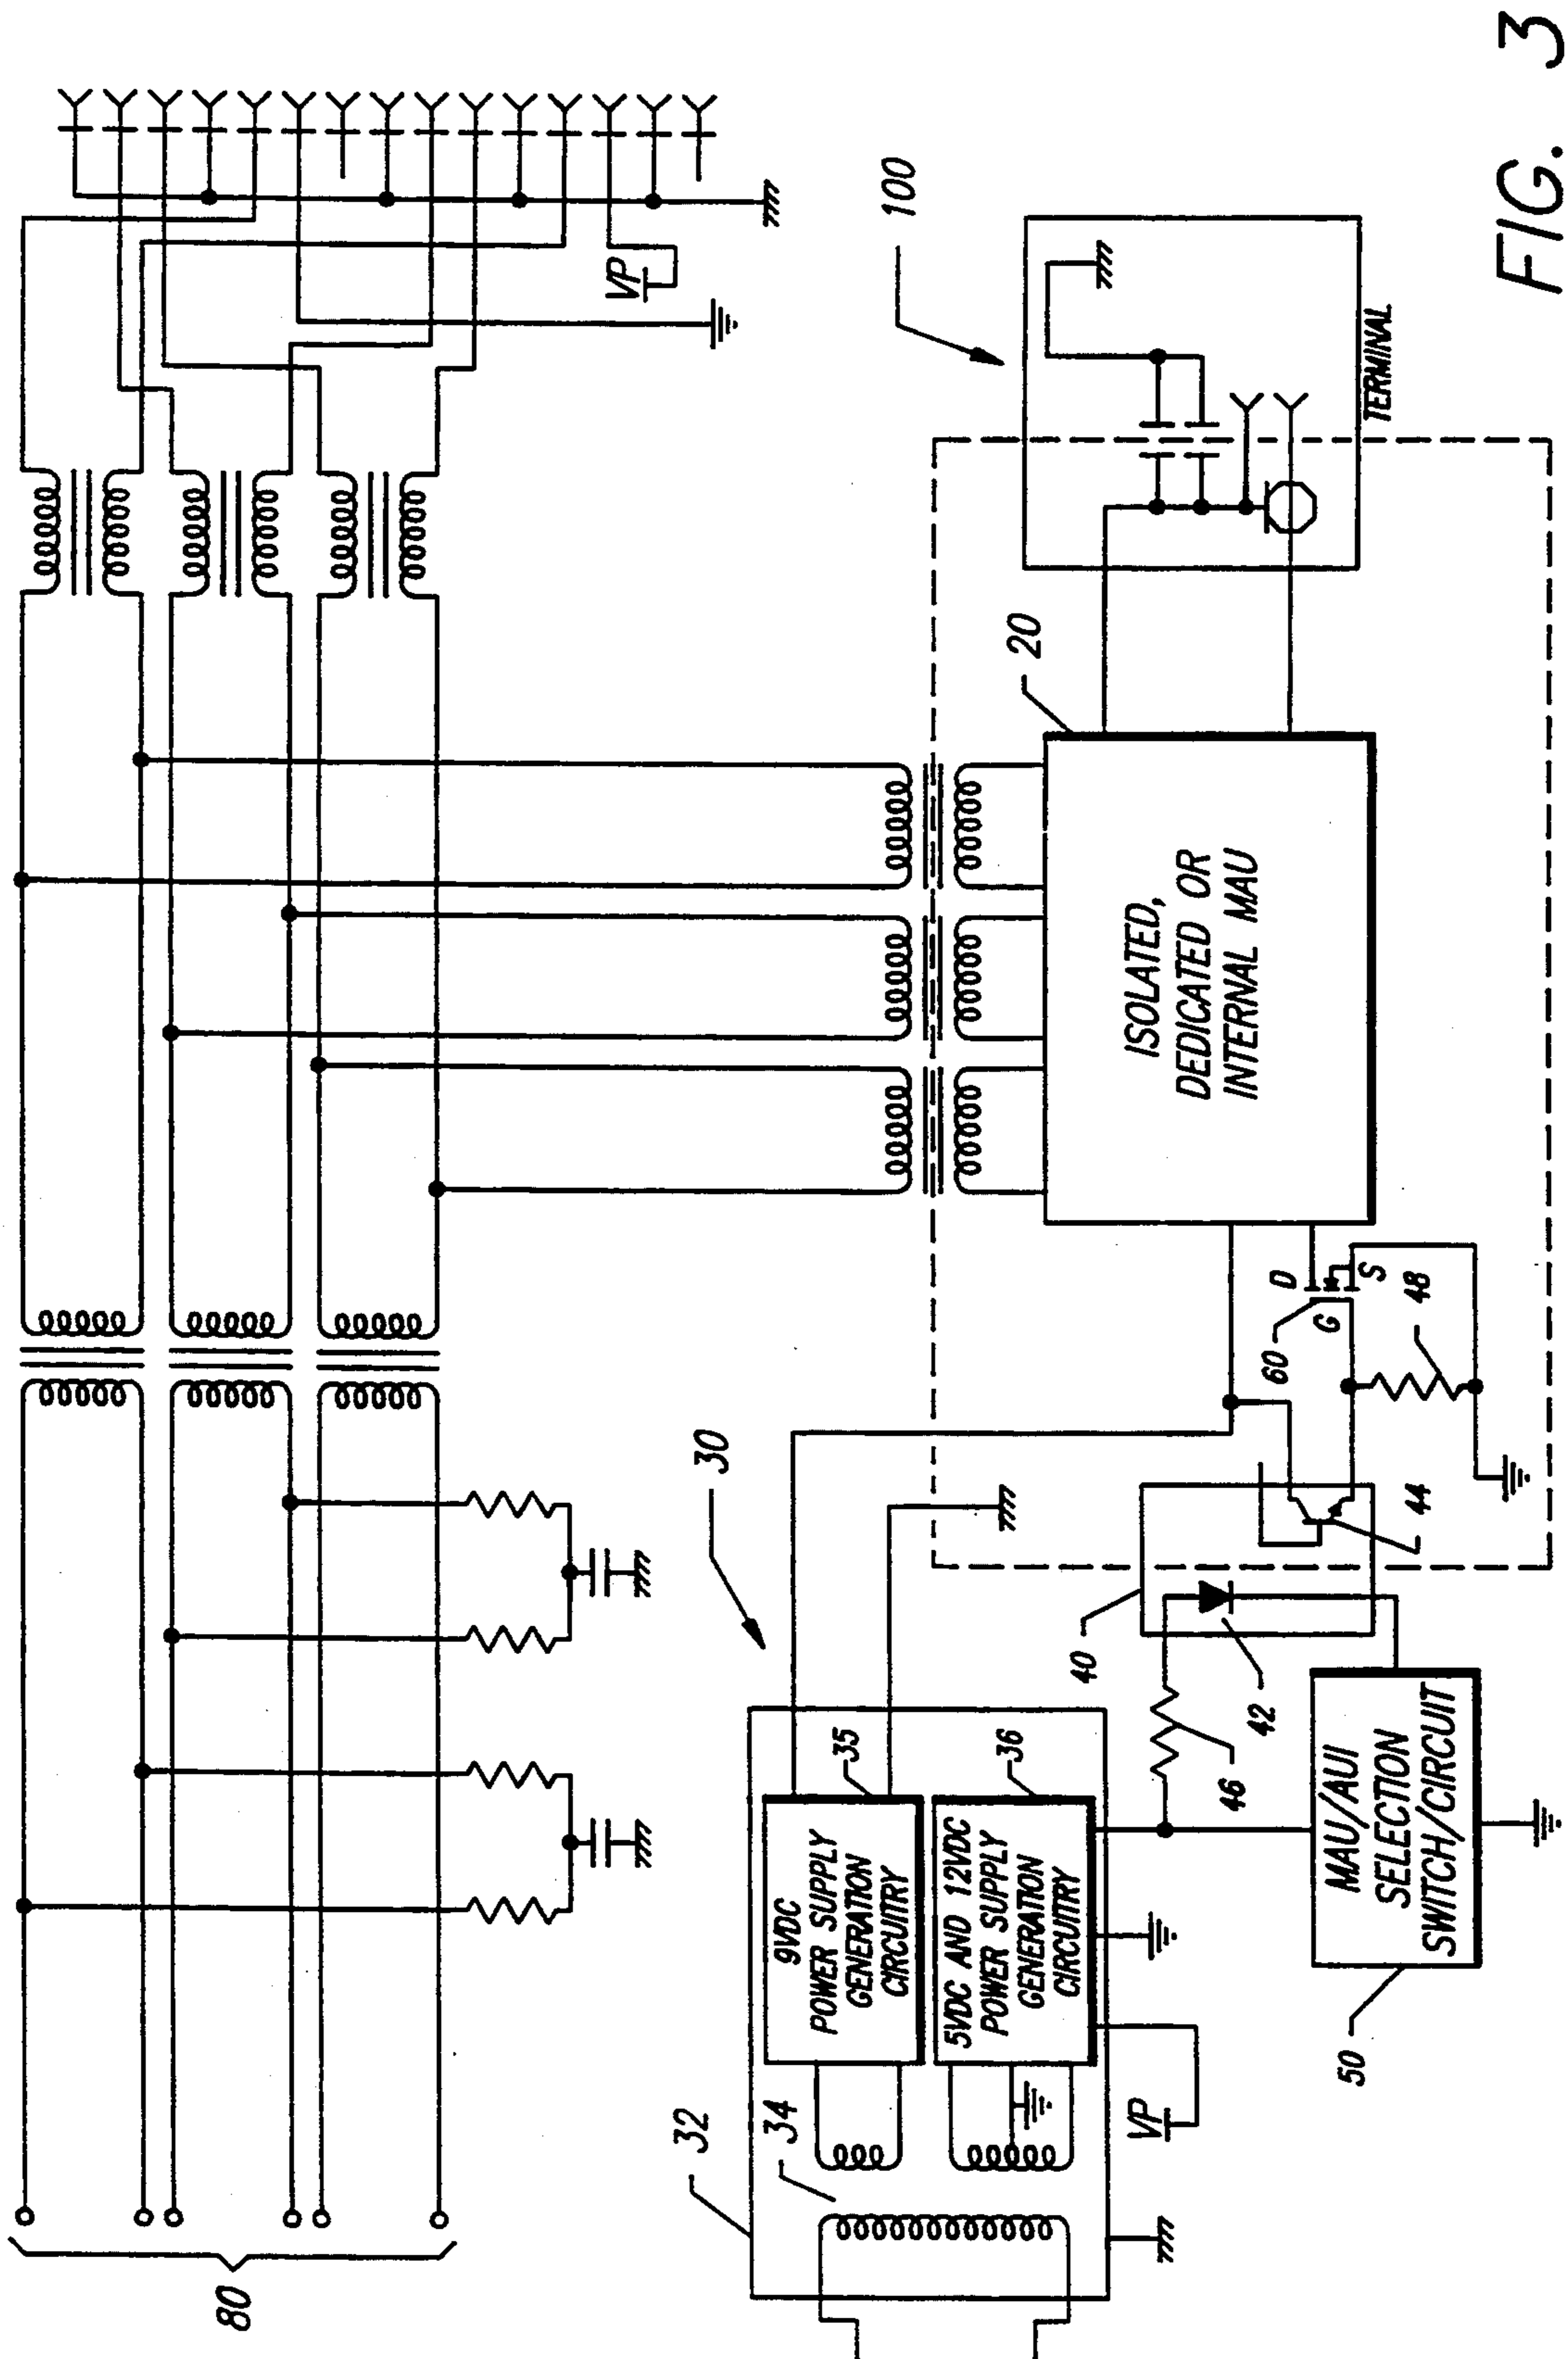 80
VP
100
TERMINAL
20
ISOLATED,
DEDICATED OR
INTERNAL MAU
D
G
S
60
48
44
30
40
42
46
32
34
9VDC
POWER SUPPLY
GENERATION
CIRCUITRY
35
5VDC AND 12VDC
POWER SUPPLY
GENERATION
CIRCUITRY
36
VP
MAU/AUI
SELECTION
SWITCH/CIRCUIT
50
FIG. 3